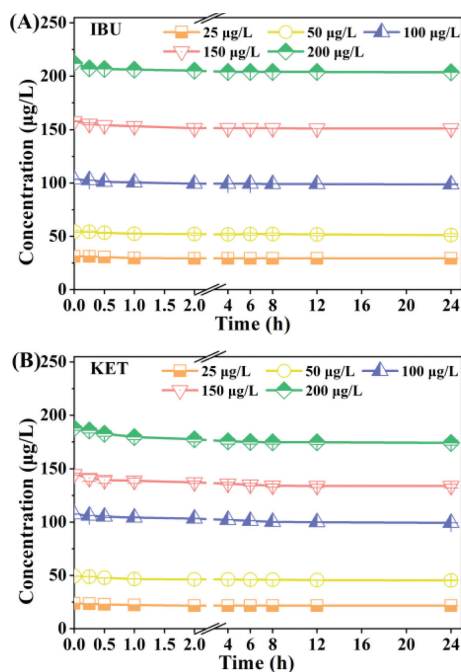 (A)
IBU
25 μg/L 50 μg/L 100 μg/L
150 μg/L 200 μg/L
Concentration (μg/L)
250
200
150
100
50
0
0.0 0.5 1.0 1.5 2.0 4 6 8 12 16 20 24
Time (h)
(B)
KET
25 μg/L 50 μg/L 100 μg/L
150 μg/L 200 μg/L
Concentration (μg/L)
250
200
150
100
50
0
0.0 0.5 1.0 1.5 2.0 4 6 8 12 16 20 24
Time (h)